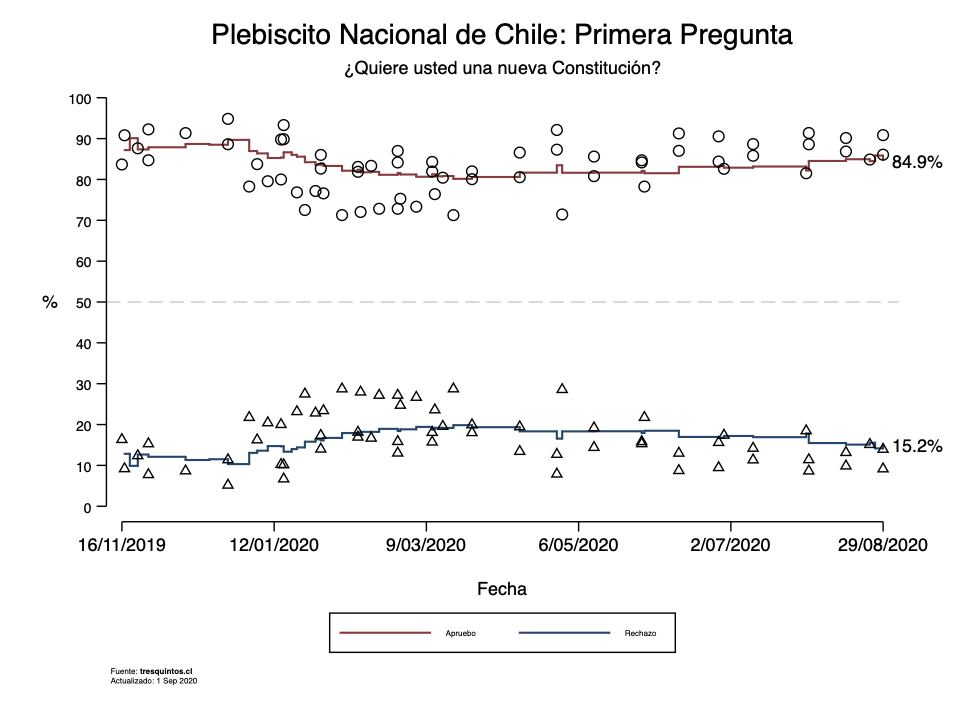 Plebiscito Nacional de Chile: Primera Pregunta
¿Quiere usted una nueva Constitución?
100
90
80
70
60
50
40
30
20
10
0
%
84.9%
15.2%
16/11/2019 12/01/2020 9/03/2020 6/05/2020 2/07/2020 29/08/2020
Fecha
Apruebo Rechazo
Fuente: tresquintos.cl
Actualizado: 1 Sep 2020